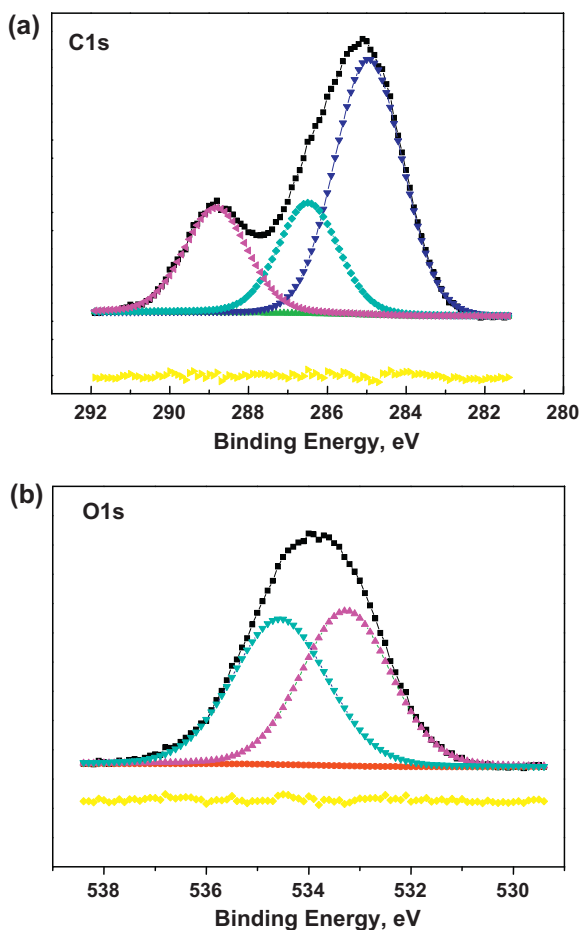 (a)
C1s
292 290 288 286 284 282 280
Binding Energy, eV
(b)
O1s
538 536 534 532 530
Binding Energy, eV